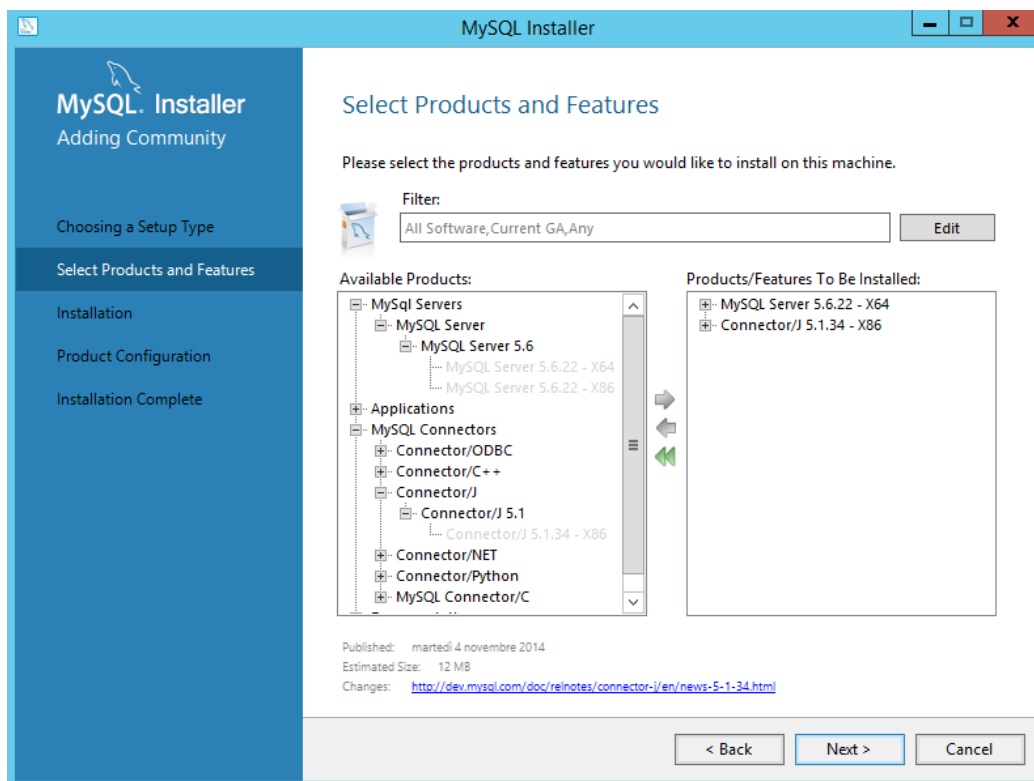 MySQL Installer
MySQL. Installer
Adding Community
Choosing a Setup Type
Select Products and Features
Installation
Product Configuration
Installation Complete
Select Products and Features
Please select the products and features you would like to install on this machine.
Filter:
All Software,Current GA,Any
Edit
Available Products:
MySql Servers
MySQL Server
MySQL Server 5.6
MySQL Server 5.6.22 - X64
MySQL Server 5.6.22 - X86
Applications
MySQL Connectors
Connector/ODBC
Connector/C++
Connector/J
Connector/J 5.1
Connector/J 5.1.34 - X86
Connector/NET
Connector/Python
MySQL Connector/C
Products/Features To Be Installed:
MySQL Server 5.6.22 - X64
Connector/J 5.1.34 - X86
Published: martedì 4 novembre 2014
Estimated Size: 12 MB
Changes: http://dev.mysql.com/doc/relnotes/connector-j/en/news-5-1-34.html
< Back
Next >
Cancel